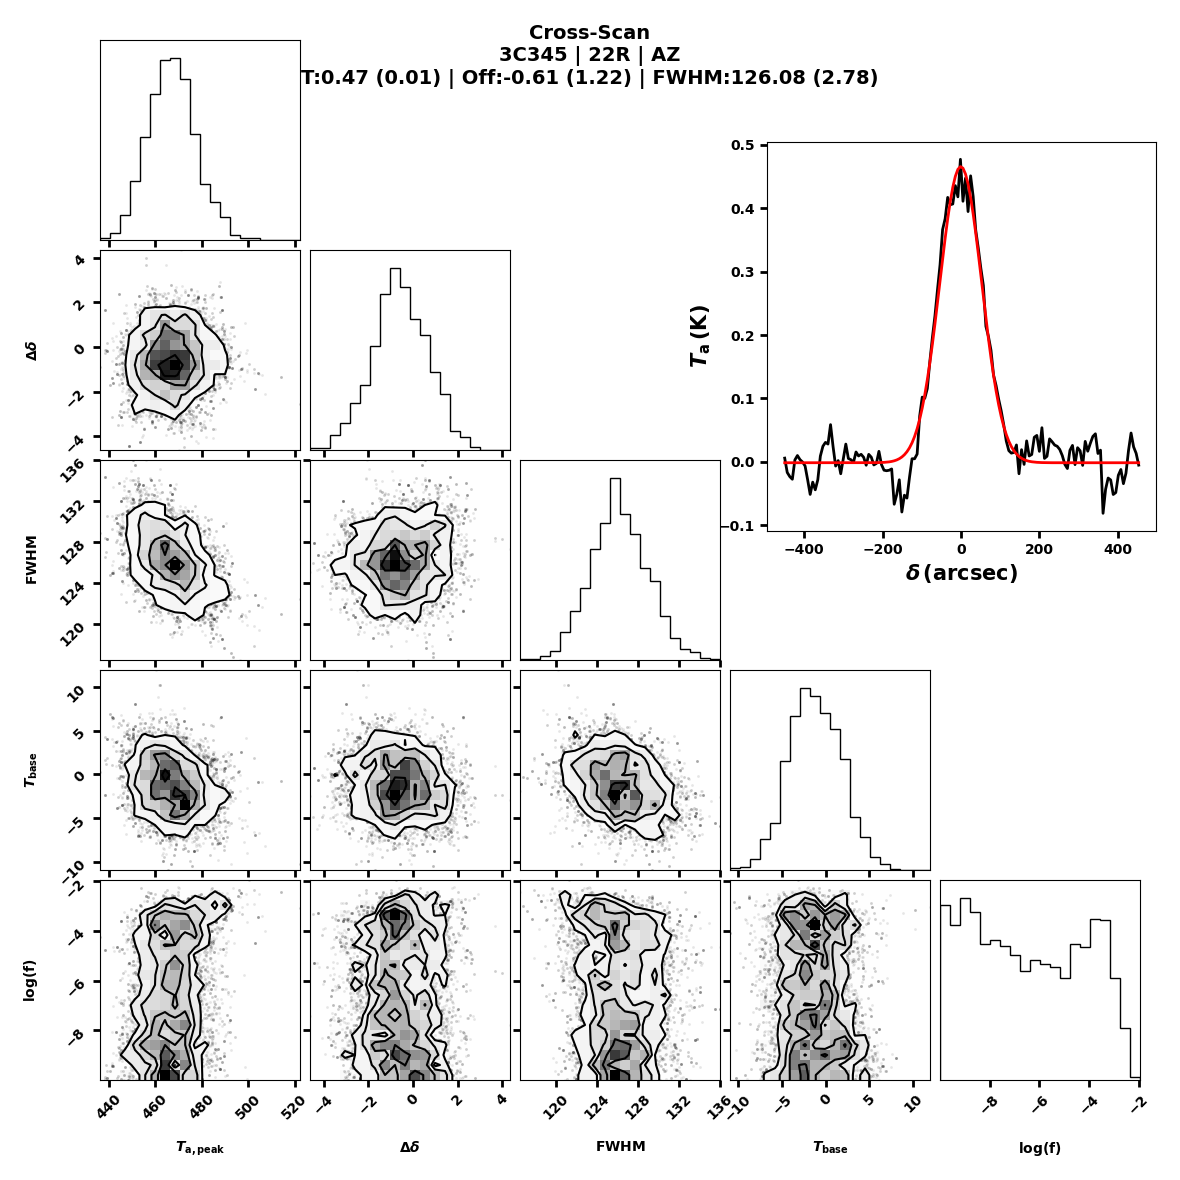 Cross-Scan
3C345 | 22R | AZ
T:0.47 (0.01) | Off:-0.61 (1.22) | FWHM:126.08 (2.78)
0.5
0.4
0.3
0.2
0.1
0.0
−0.1
Tₐ (K)
−400 −200 0 200 400
δ (arcsec)
4
2
0
−2
−4
Δδ
136
132
128
124
120
FWHM
10
5
0
−5
−10
T_base
−2
−4
−6
−8
log(f)
440 460 480 500 520
−4 −2 0 2 4
120 124 128 132 136
−10 −5 0 5 10
−8 −6 −4 −2
T_a,peak
Δδ
FWHM
T_base
log(f)